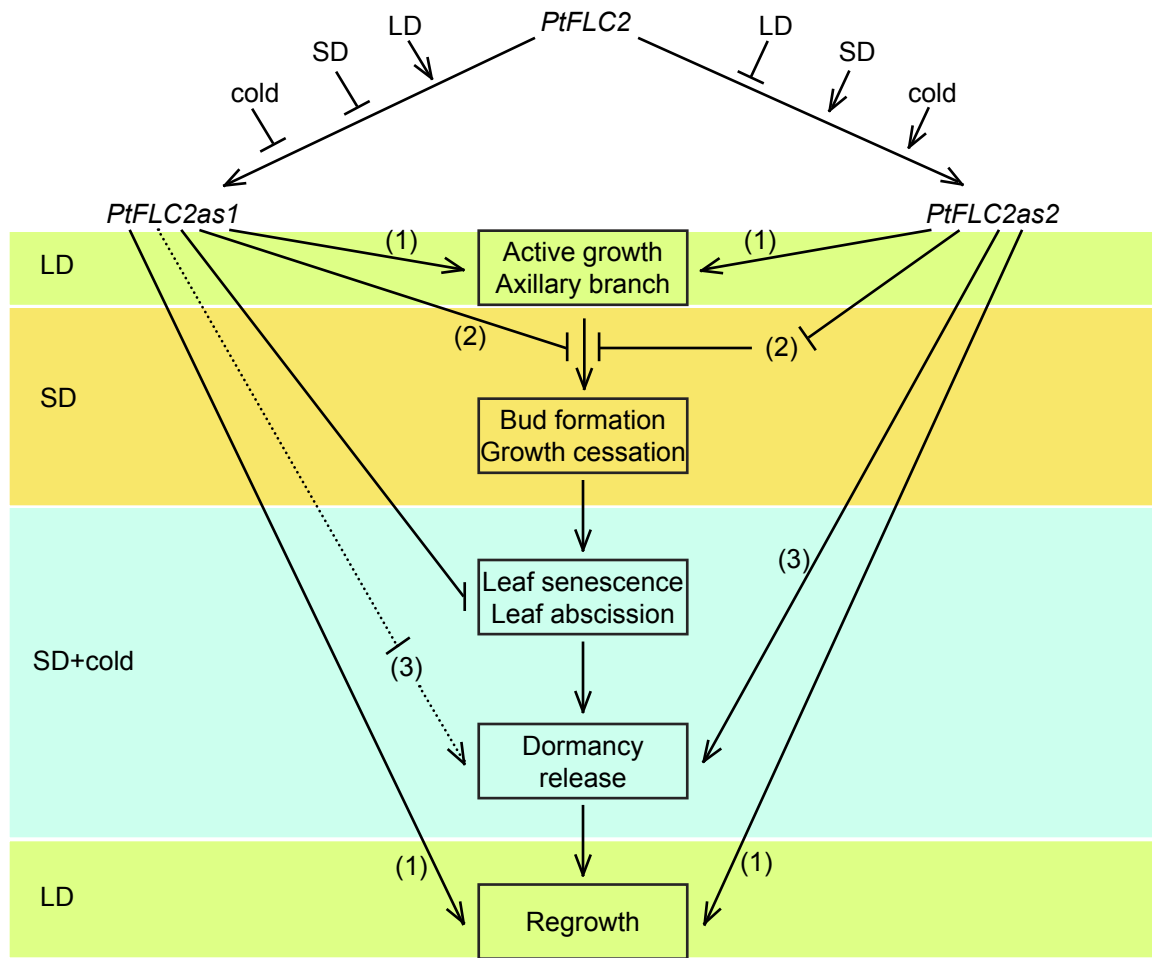 PtFLC2
LD
LD
SD
SD
cold
cold
PtFLC2as1
PtFLC2as2
LD
(1)
Active growth
Axillary branch
(1)
SD
(2)
(2)
Bud formation
Growth cessation
SD+cold
(3)
Leaf senescence
Leaf abscission
(3)
Dormancy
release
LD
(1)
(1)
Regrowth